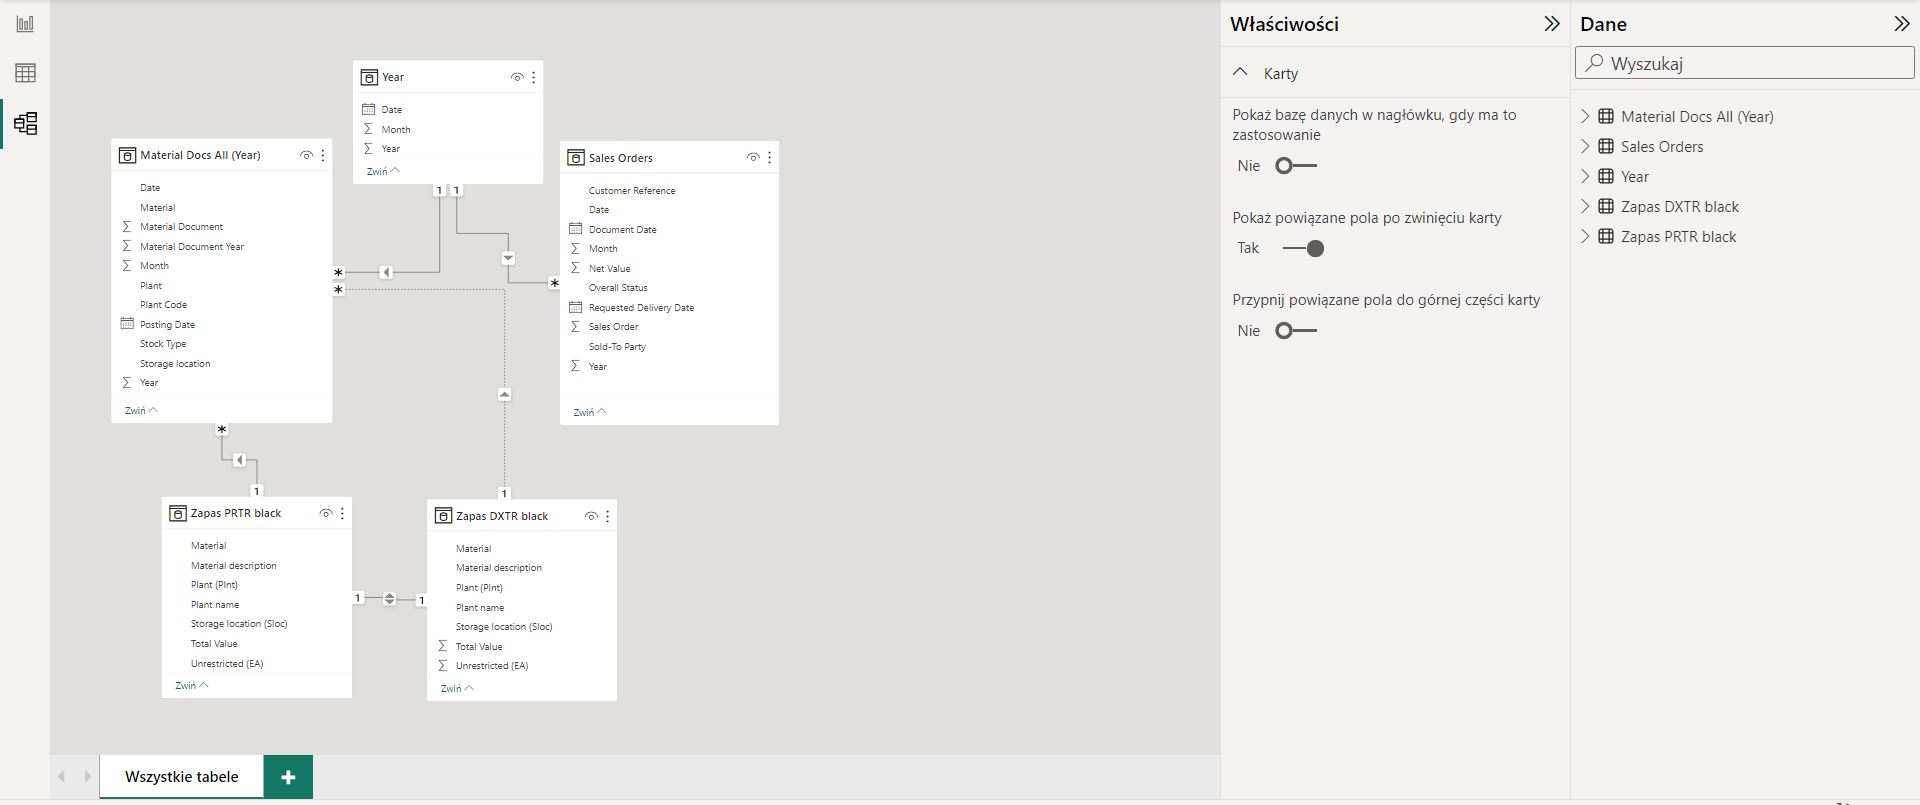 Year
Date
Month
Year
Zwiń
1
1
Material Docs All (Year)
Date
Material
Material Document
Material Document Year
Month
Plant
Plant Code
Posting Date
Stock Type
Storage location
Year
Zwiń
*
*
*
Sales Orders
Customer Reference
Date
Document Date
Month
Net Value
Overall Status
Requested Delivery Date
Sales Order
Sold-To Party
Year
Zwiń
*
1
Zapas PRTR black
Material
Material description
Plant (Plnt)
Plant name
Storage location (Sloc)
Total Value
Unrestricted (EA)
Zwiń
1
1
1
Zapas DXTR black
Material
Material description
Plant (Plnt)
Plant name
Storage location (Sloc)
Total Value
Unrestricted (EA)
Zwiń
Wszystkie tabele
+
Właściwości
Karty
Pokaż bazę danych w nagłówku, gdy ma to
zastosowanie
Nie
Pokaż powiązane pola po zwinięciu karty
Tak
Przypnij powiązane pola do górnej części karty
Nie
Dane
Wyszukaj
Material Docs All (Year)
Sales Orders
Year
Zapas DXTR black
Zapas PRTR black